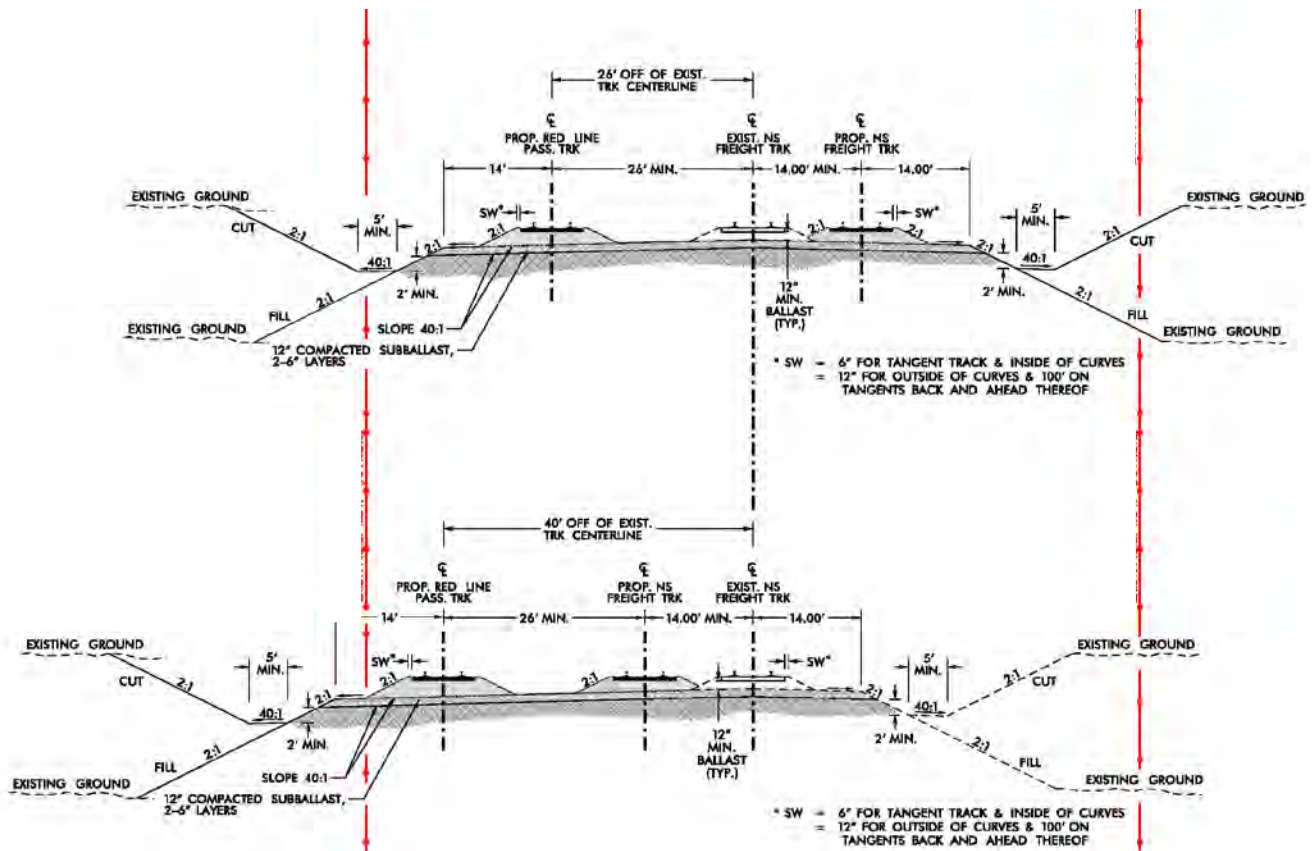 26' OFF OF EXIST.
TRK CENTERLINE
℄ ℄ ℄
PROP. RED LINE
PASS. TRK
EXIST. NS
FREIGHT TRK
PROP. NS
FREIGHT TRK
14' 26' MIN. 14.00' MIN. 14.00'
EXISTING GROUND
CUT
2:1
5'
MIN.
40:1
2:1
SW*
2:1
2:1
2:1
SW*
2:1
5'
MIN.
40:1
2:1
CUT
EXISTING GROUND
2' MIN.
2:1
FILL
EXISTING GROUND
SLOPE 40:1
12" COMPACTED SUBBALLAST,
2-6" LAYERS
12"
MIN.
BALLAST
(TYP.)
2' MIN.
2:1
FILL
EXISTING GROUND
* SW = 6" FOR TANGENT TRACK & INSIDE OF CURVES
= 12" FOR OUTSIDE OF CURVES & 100' ON
TANGENTS BACK AND AHEAD THEREOF
40' OFF OF EXIST.
TRK CENTERLINE
℄ ℄ ℄
PROP. RED LINE
PASS. TRK
PROP. NS
FREIGHT TRK
EXIST. NS
FREIGHT TRK
14' 26' MIN. 14.00' MIN. 14.00'
EXISTING GROUND
CUT
2:1
5'
MIN.
40:1
2:1
SW*
2:1
2:1
SW*
2:1
5'
MIN.
40:1
2:1
CUT
EXISTING GROUND
2' MIN.
2:1
FILL
EXISTING GROUND
SLOPE 40:1
12" COMPACTED SUBBALLAST,
2-6" LAYERS
12"
MIN.
BALLAST
(TYP.)
2' MIN.
2:1
FILL
EXISTING GROUND
* SW = 6" FOR TANGENT TRACK & INSIDE OF CURVES
= 12" FOR OUTSIDE OF CURVES & 100' ON
TANGENTS BACK AND AHEAD THEREOF